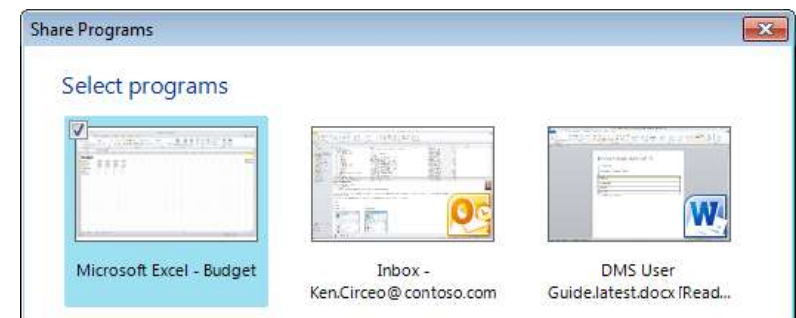 Share Programs
Select programs
Microsoft Excel - Budget
Inbox -
Ken.Circeo@contoso.com
DMS User
Guide.latest.docx [Read...